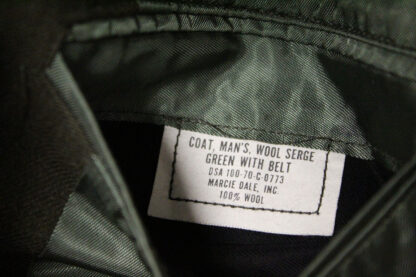 COAT, MAN'S, WOOL SERGE
GREEN WITH BELT
DSA 100-70-C-0773
MARCIE DALE, INC.
100% WOOL